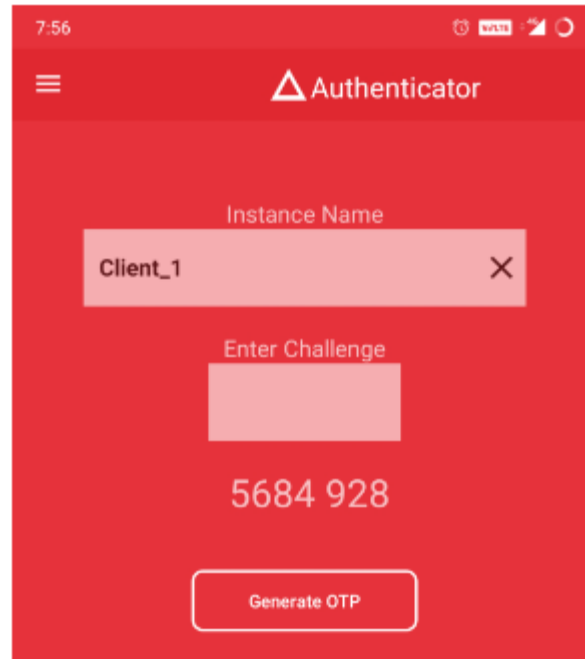 7:56
Authenticator
Instance Name
Client_1
Enter Challenge
5684 928
Generate OTP